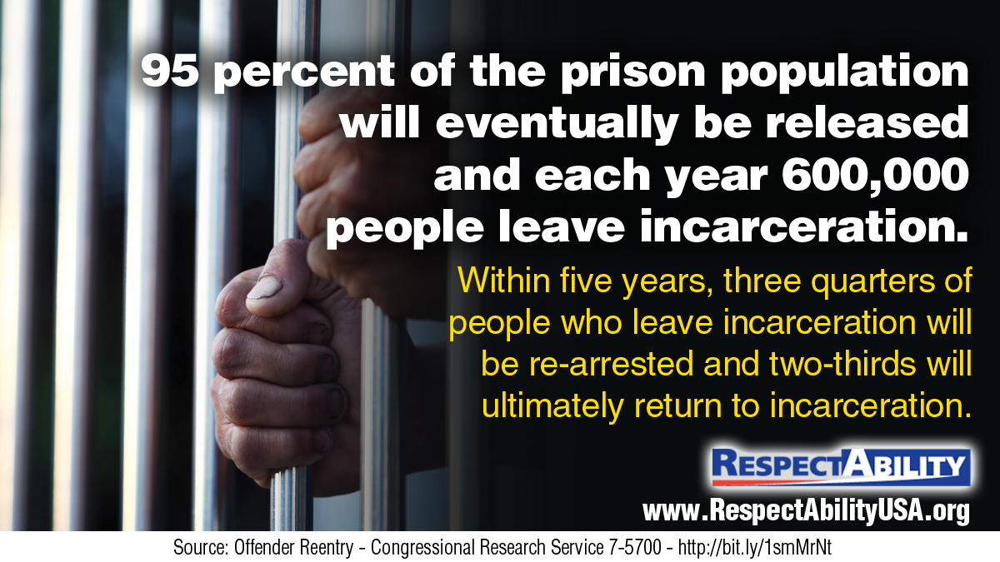 95 percent of the prison population
will eventually be released
and each year 600,000
people leave incarceration.
Within five years, three quarters of
people who leave incarceration will
be re-arrested and two-thirds will
ultimately return to incarceration.
RESPECTABILITY
www.RespectAbilityUSA.org
Source: Offender Reentry - Congressional Research Service 7-5700 - http://bit.ly/1smMrNt